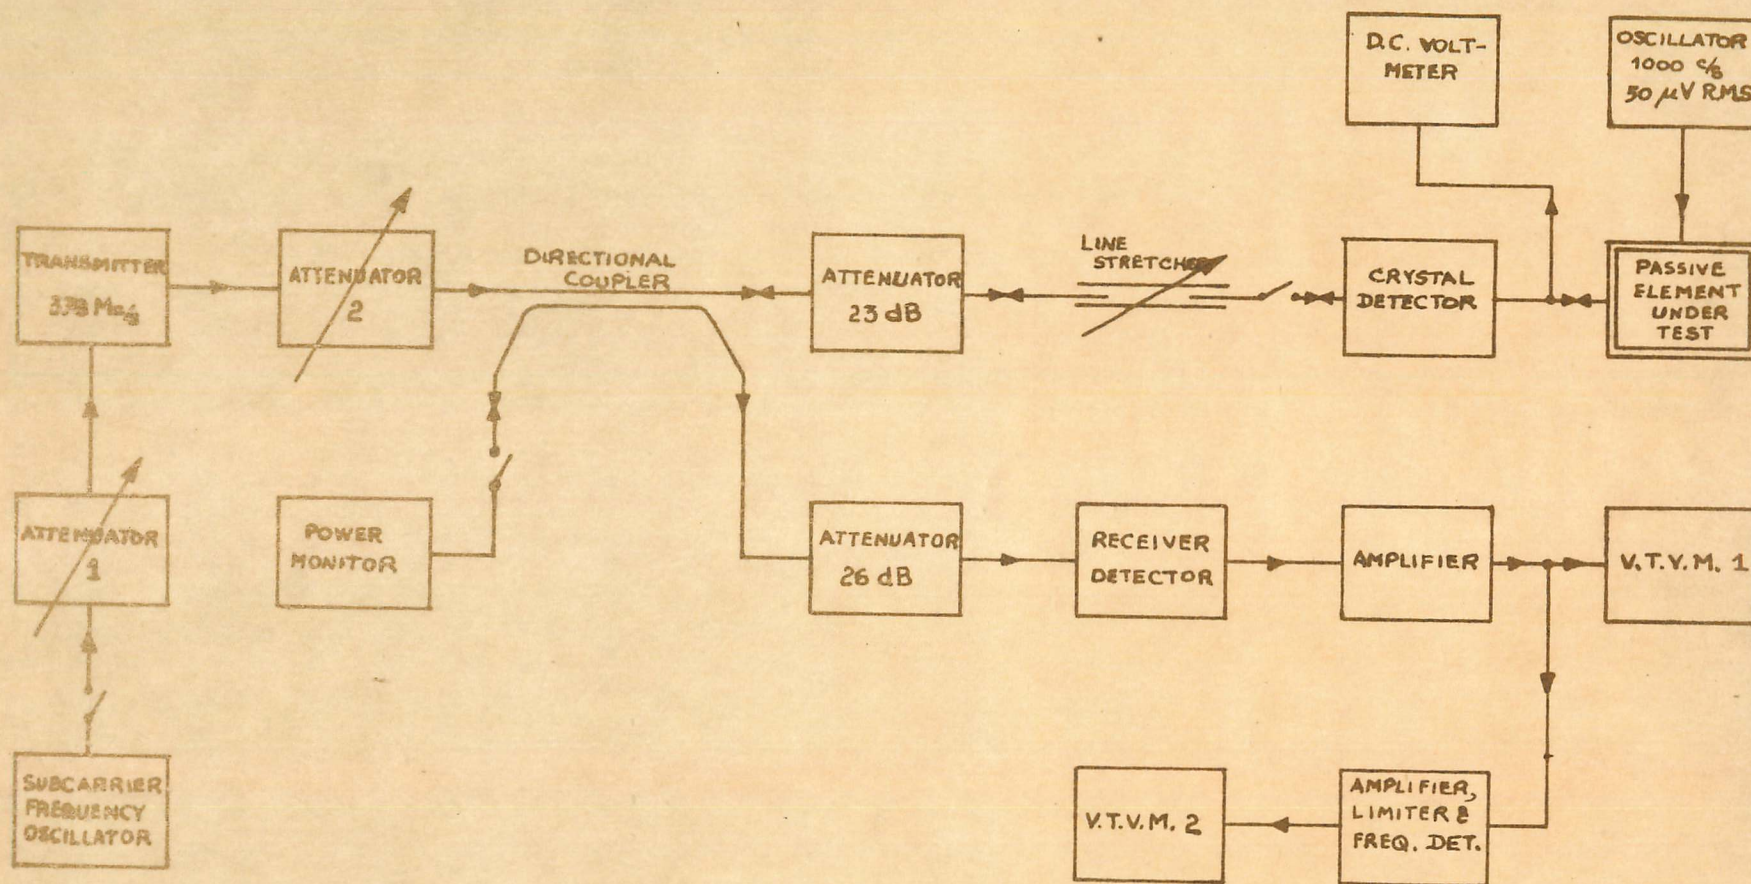 D.C. VOLT-
METER
OSCILLATOR
1000 c/s
50 μV RMS
TRANSMITTER
ATTENUATOR
2
DIRECTIONAL
COUPLER
ATTENUATOR
23 dB
LINE
STRETCHER
CRYSTAL
DETECTOR
PASSIVE
ELEMENT
UNDER
TEST
ATTENUATOR
1
POWER
MONITOR
ATTENUATOR
26 dB
RECEIVER
DETECTOR
AMPLIFIER
V.T.V.M. 1
SUBCARRIER
FREQUENCY
OSCILLATOR
V.T.V.M. 2
AMPLIFIER,
LIMITER &
FREQ. DET.